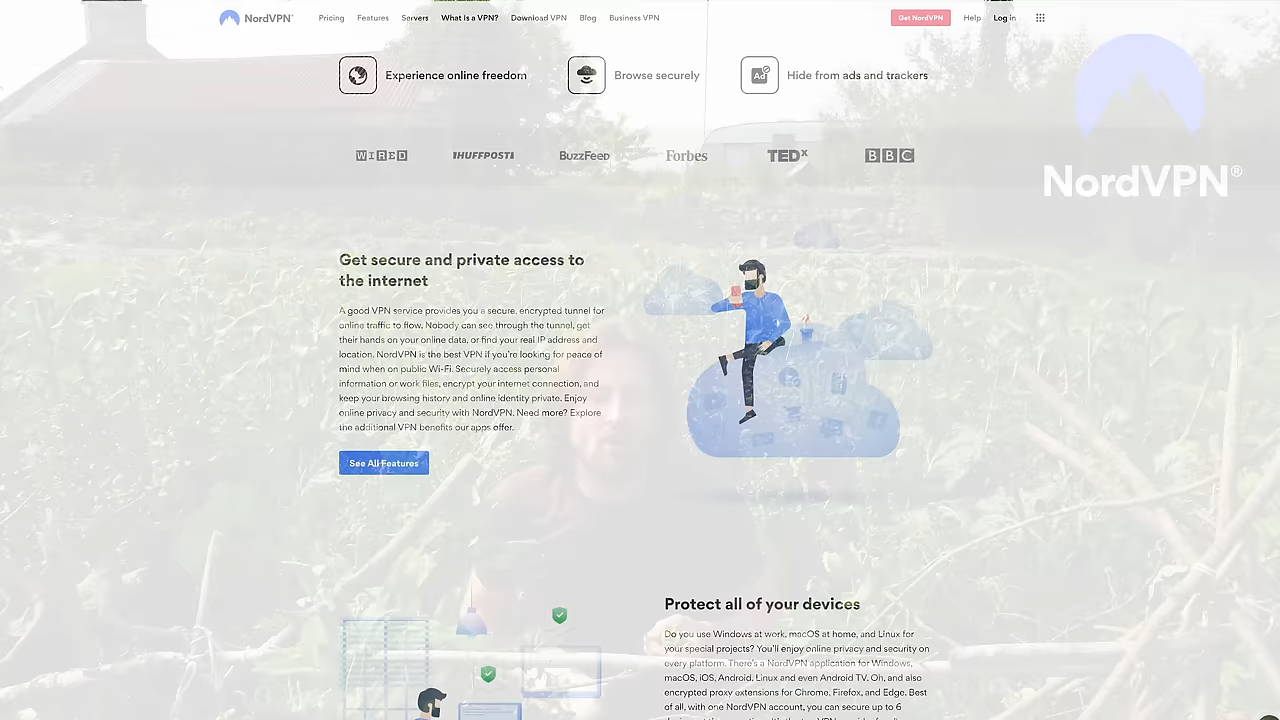 NordVPN®
Pricing
Features
Servers
What is a VPN?
Download VPN
Blog
Business VPN
Get NordVPN
Help
Log in
Experience online freedom
Browse securely
Ad
Hide from ads and trackers
WIRED
HUFFPOST
BuzzFeed
Forbes
TEDx
BBC
NordVPN®
Get secure and private access to
the internet
A good VPN service provides you a secure, encrypted tunnel for
online traffic to flow. Nobody can see through the tunnel, get
their hands on your online data, or find your real IP address and
location. NordVPN is the best VPN if you're looking for peace of
mind when on public Wi-Fi. Securely access personal
information or work files, encrypt your internet connection, and
keep your browsing history and online identity private. Enjoy
online privacy and security with NordVPN. Need more? Explore
the additional VPN benefits our apps offer.
See All Features
Protect all of your devices
Do you use Windows at work, macOS at home, and Linux for
your special projects? You'll enjoy online privacy and security on
every platform. There's a NordVPN application for Windows,
macOS, iOS, Android, Linux and even Android TV. Oh, and also
encrypted proxy extensions for Chrome, Firefox, and Edge. Best
of all, with one NordVPN account, you can secure up to 6